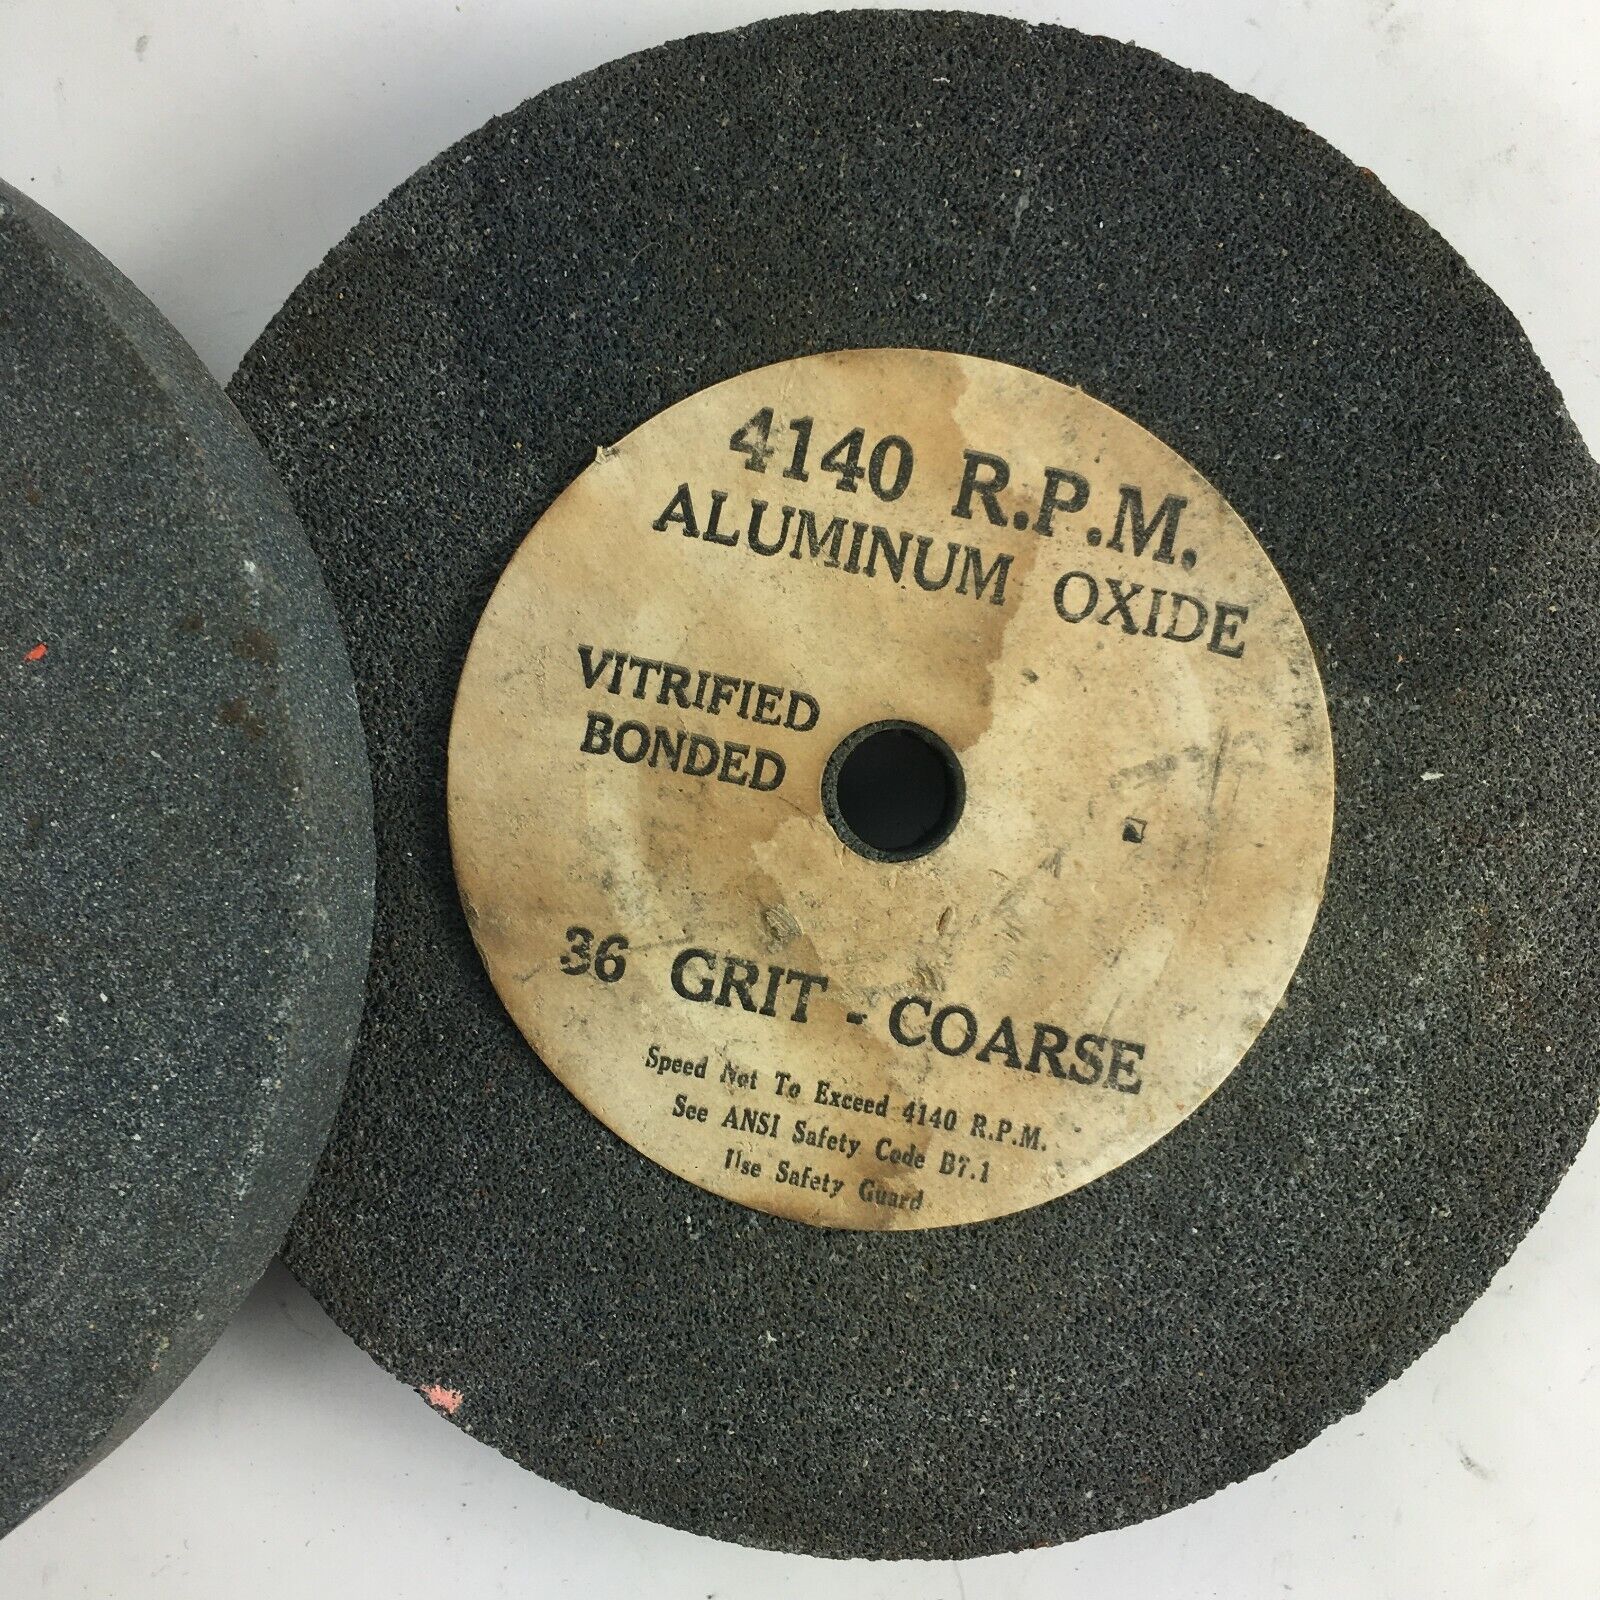 4140 R.P.M.
ALUMINUM OXIDE
VITRIFIED
BONDED
36 GRIT - COARSE
Speed Not To Exceed 4140 R.P.M.
See ANSI Safety Code B7.1
Use Safety Guard